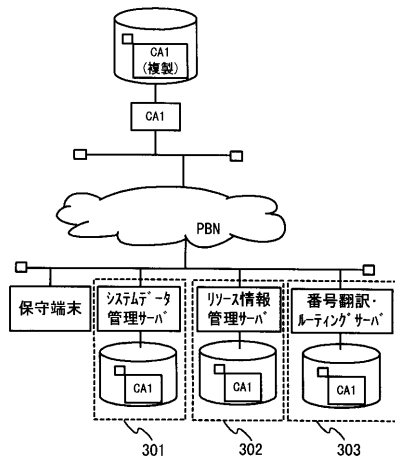 CA1
(複製)
CA1
PBN
保守端末
ｼｽﾃﾑﾃﾞｰﾀ
管理ｻｰﾊﾞ
ﾘｿｰｽ情報
管理ｻｰﾊﾞ
番号翻訳・
ﾙｰﾃｨﾝｸﾞｻｰﾊﾞ
CA1
CA1
CA1
301
302
303